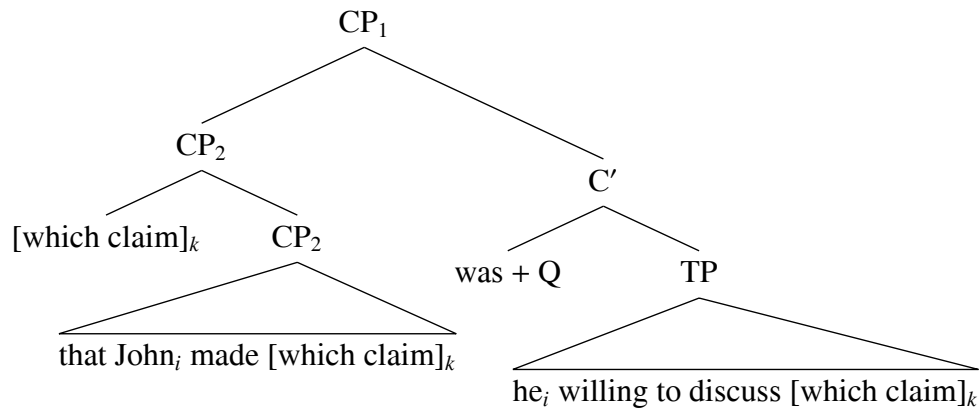 CP₁
CP₂
C′
[which claim]ₖ CP₂
was + Q TP
that Johnᵢ made [which claim]ₖ
heᵢ willing to discuss [which claim]ₖ